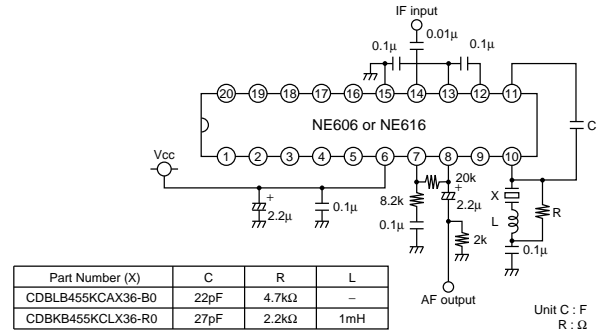 IF input
0.01μ
0.1μ
0.1μ
20
19
18
17
16
15
14
13
12
11
NE606 or NE616
C
Vcc
1
2
3
4
5
6
7
8
9
10
+
2.2μ
0.1μ
8.2k
0.1μ
20k
+
2.2μ
2k
X
L
R
0.1μ
AF output
Part Number (X) C R L
CDBLB455KCAX36-B0 22pF 4.7kΩ –
CDBKB455KCLX36-R0 27pF 2.2kΩ 1mH
Unit C : F
R : Ω